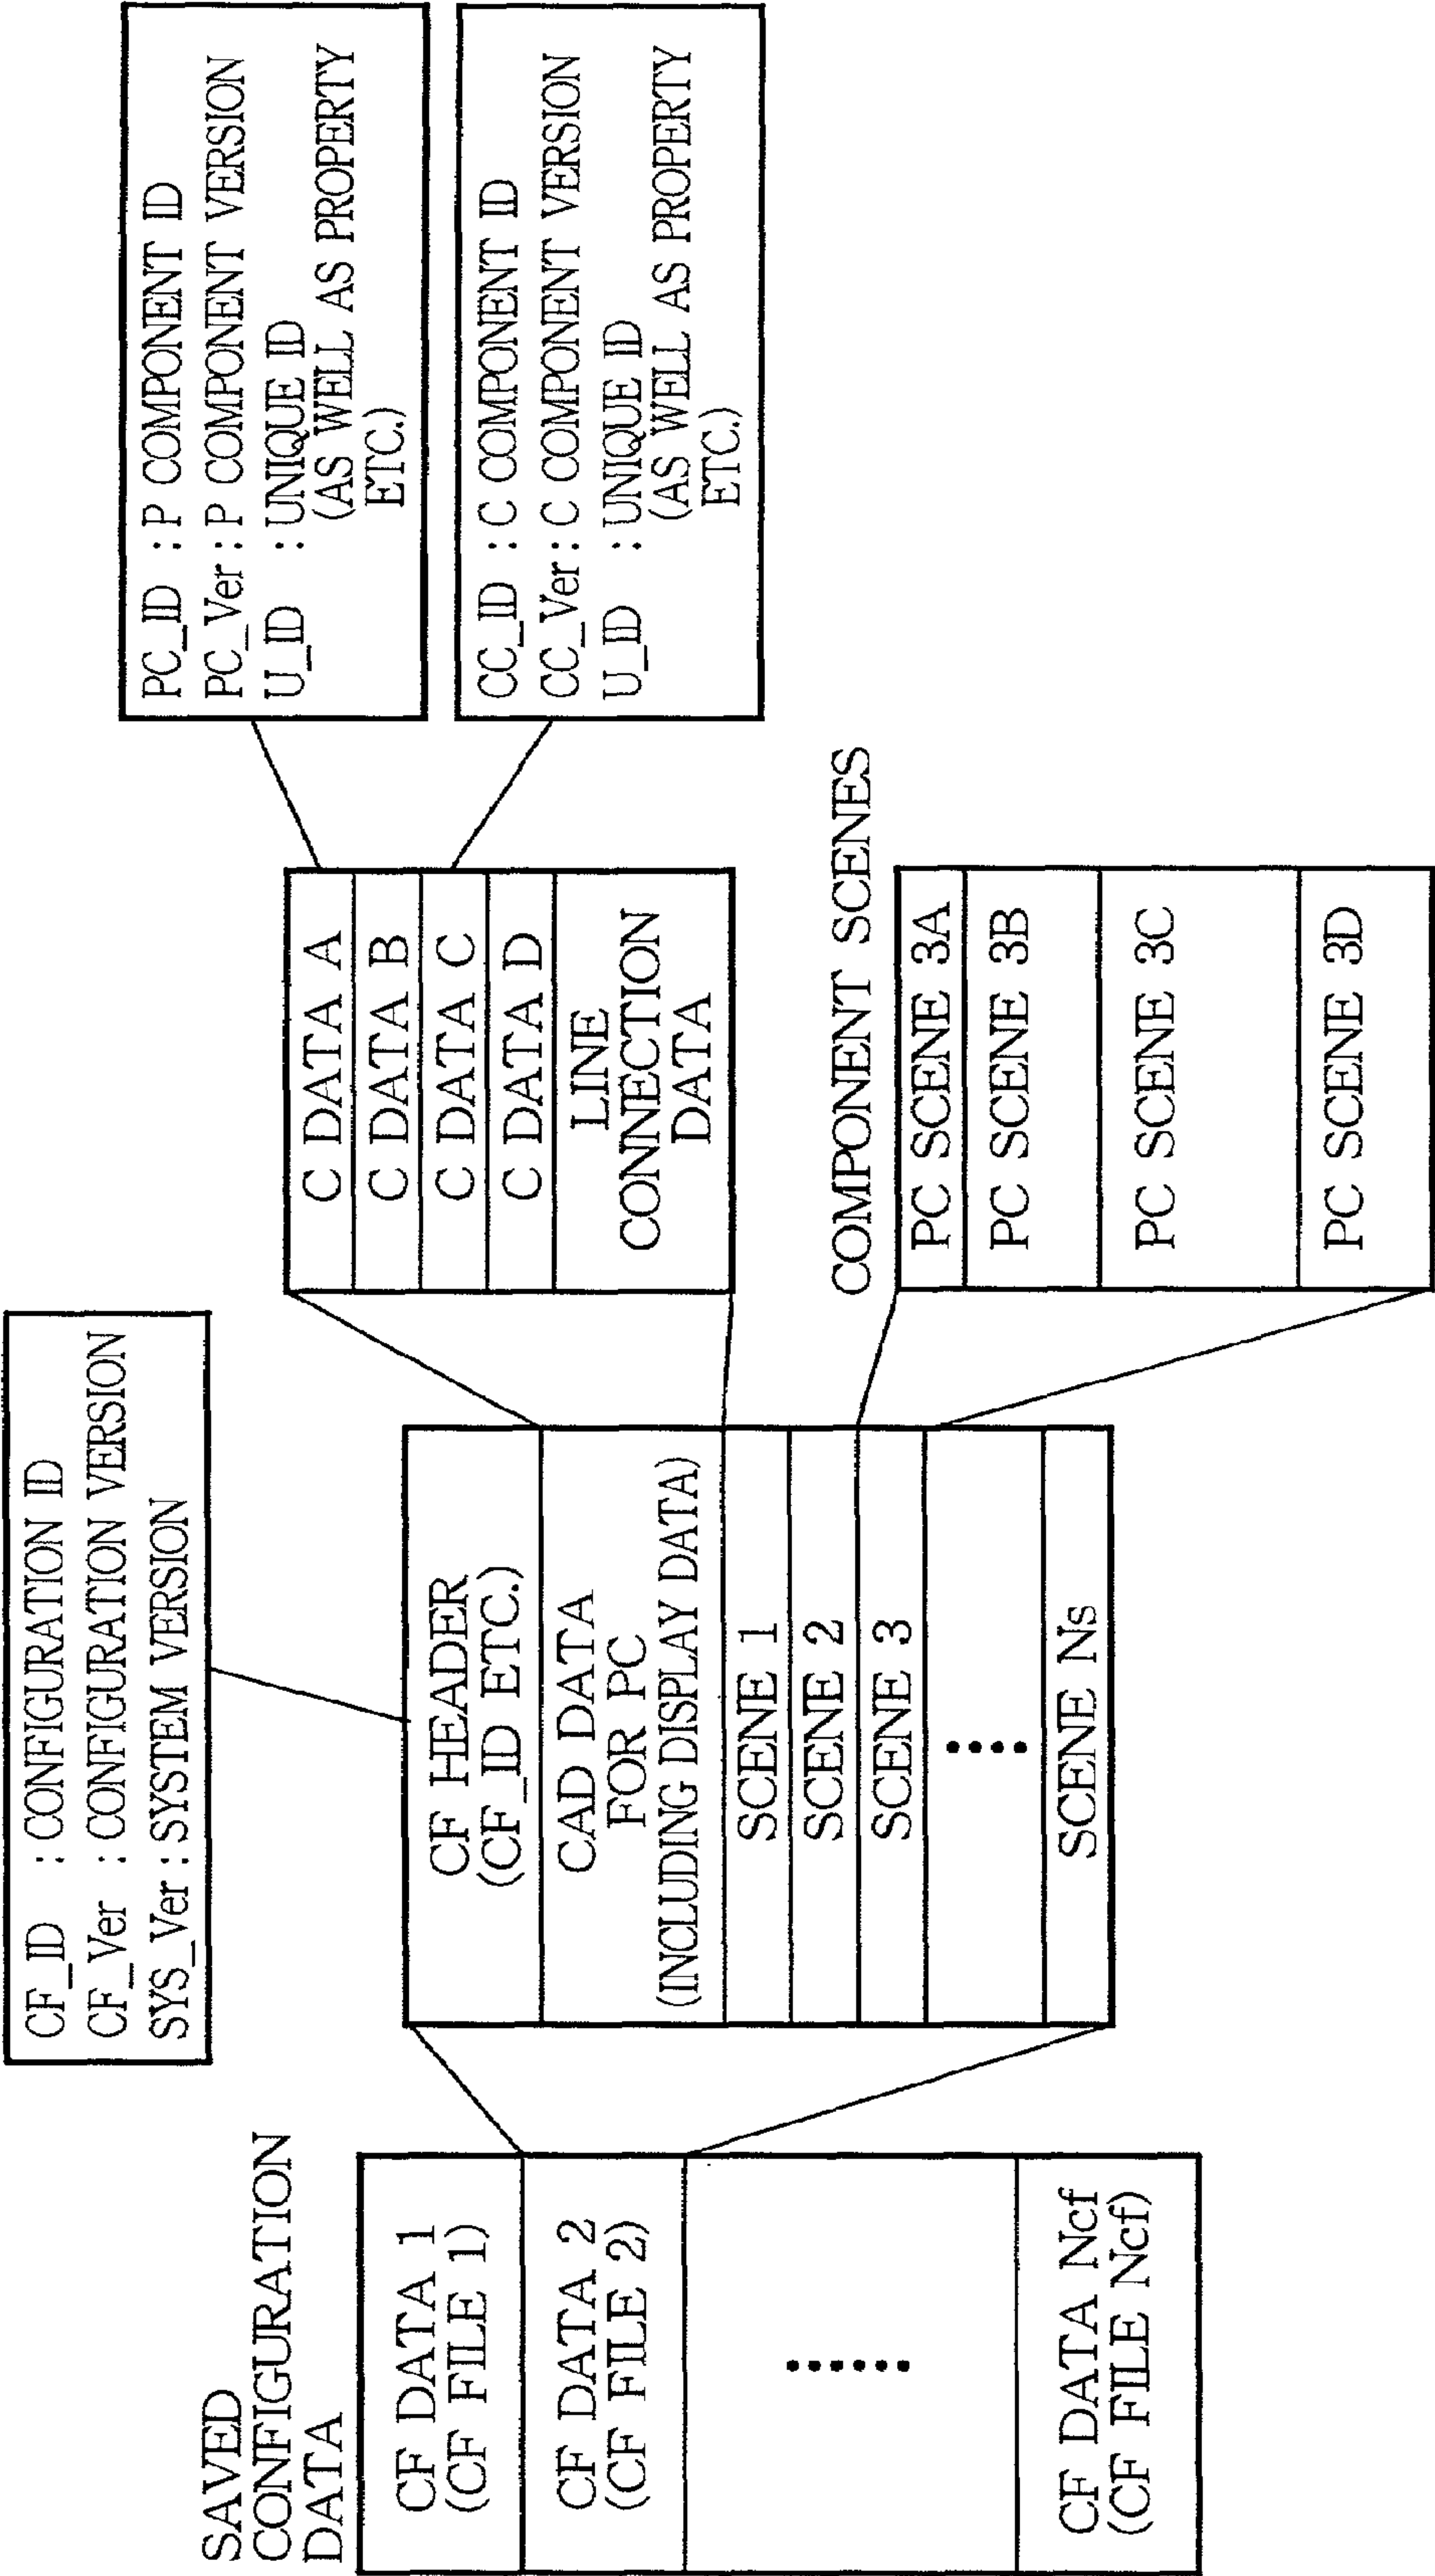 SAVED
CONFIGURATION
DATA
CF DATA 1
(CF FILE 1)
CF DATA 2
(CF FILE 2)
......
CF DATA Ncf
(CF FILE Ncf)
CF_ID : CONFIGURATION ID
CF_Ver : CONFIGURATION VERSION
SYS_Ver : SYSTEM VERSION
CF HEADER
(CF_ID ETC.)
CAD DATA
FOR PC
(INCLUDING DISPLAY DATA)
SCENE 1
SCENE 2
SCENE 3
....
SCENE Ns
C DATA A
C DATA B
C DATA C
C DATA D
LINE
CONNECTION
DATA
COMPONENT SCENES
PC SCENE 3A
PC SCENE 3B
PC SCENE 3C
PC SCENE 3D
PC_ID : P COMPONENT ID
PC_Ver : P COMPONENT VERSION
U_ID : UNIQUE ID
(AS WELL AS PROPERTY
ETC.)
CC_ID : C COMPONENT ID
CC_Ver : C COMPONENT VERSION
U_ID : UNIQUE ID
(AS WELL AS PROPERTY
ETC.)